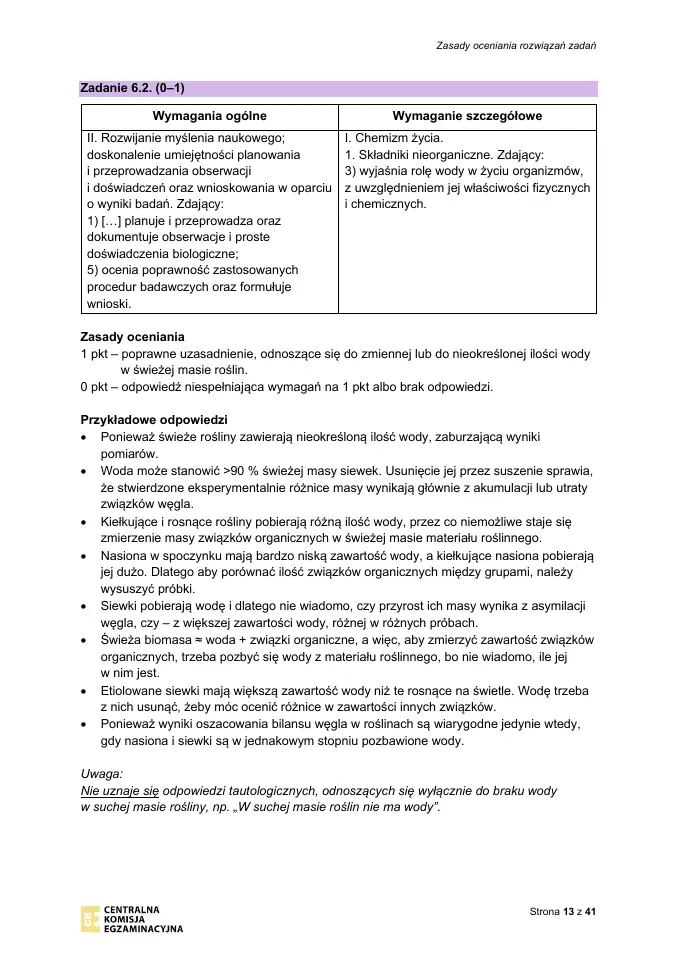 Zasady oceniania rozwiązań zadań
Zadanie 6.2. (0–1)
Wymagania ogólne
Wymaganie szczegółowe
II. Rozwijanie myślenia naukowego;
doskonalenie umiejętności planowania
i przeprowadzania obserwacji
i doświadczeń oraz wnioskowania w oparciu
o wyniki badań. Zdający:
1) […] planuje i przeprowadza oraz
dokumentuje obserwacje i proste
doświadczenia biologiczne;
5) ocenia poprawność zastosowanych
procedur badawczych oraz formułuje
wnioski.
I. Chemizm życia.
1. Składniki nieorganiczne. Zdający:
3) wyjaśnia rolę wody w życiu organizmów,
z uwzględnieniem jej właściwości fizycznych
i chemicznych.
Zasady oceniania
1 pkt – poprawne uzasadnienie, odnoszące się do zmiennej lub do nieokreślonej ilości wody
w świeżej masie roślin.
0 pkt – odpowiedź niespełniająca wymagań na 1 pkt albo brak odpowiedzi.
Przykładowe odpowiedzi
• Ponieważ świeże rośliny zawierają nieokreśloną ilość wody, zaburzającą wyniki
pomiarów.
• Woda może stanowić >90 % świeżej masy siewek. Usunięcie jej przez suszenie sprawia,
że stwierdzone eksperymentalnie różnice masy wynikają głównie z akumulacji lub utraty
związków węgla.
• Kiełkujące i rosnące rośliny pobierają różną ilość wody, przez co niemożliwe staje się
zmierzenie masy związków organicznych w świeżej masie materiału roślinnego.
• Nasiona w spoczynku mają bardzo niską zawartość wody, a kiełkujące nasiona pobierają
jej dużo. Dlatego aby porównać ilość związków organicznych między grupami, należy
wysuszyć próbki.
• Siewki pobierają wodę i dlatego nie wiadomo, czy przyrost ich masy wynika z asymilacji
węgla, czy – z większej zawartości wody, różnej w różnych próbach.
• Świeża biomasa ≈ woda + związki organiczne, a więc, aby zmierzyć zawartość związków
organicznych, trzeba pozbyć się wody z materiału roślinnego, bo nie wiadomo, ile jej
w nim jest.
• Etiolowane siewki mają większą zawartość wody niż te rosnące na świetle. Wodę trzeba
z nich usunąć, żeby móc ocenić różnice w zawartości innych związków.
• Ponieważ wyniki oszacowania bilansu węgla w roślinach są wiarygodne jedynie wtedy,
gdy nasiona i siewki są w jednakowym stopniu pozbawione wody.
Uwaga:
Nie uznaje się odpowiedzi tautologicznych, odnoszących się wyłącznie do braku wody
w suchej masie rośliny, np. „W suchej masie roślin nie ma wody”.
CKE
CENTRALNA
KOMISJA
EGZAMINACYJNA
Strona 13 z 41